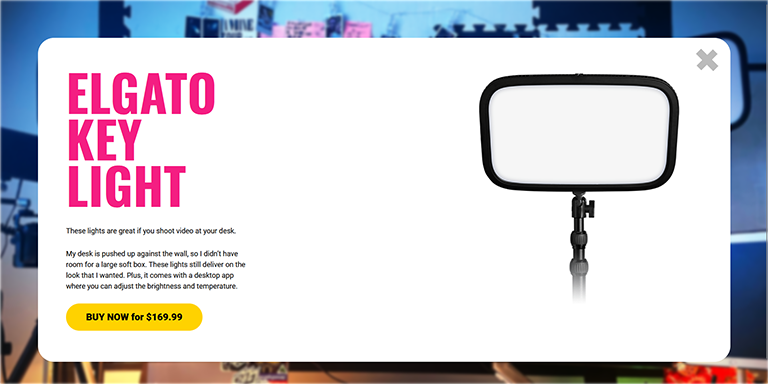 ELGATO
KEY
LIGHT
These lights are great if you shoot video at your desk.
My desk is pushed up against the wall, so I didn't have
room for a large soft box. These lights still deliver on the
look that I wanted. Plus, it comes with a desktop app
where you can adjust the brightness and temperature.
BUY NOW for $169.99